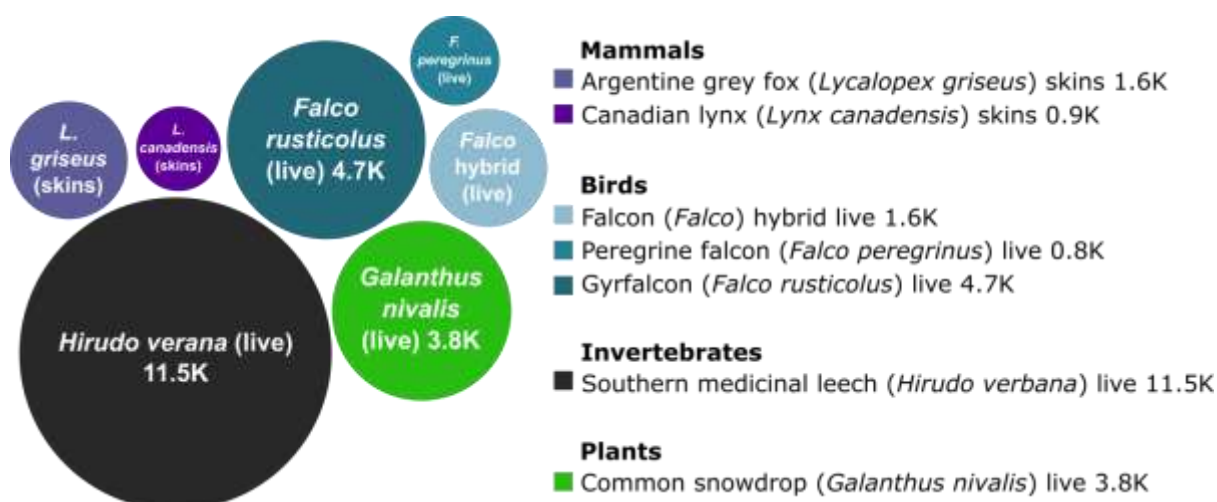 F.
peregrinus
(live)
Falco
rusticolus
(live) 4.7K
L.
griseus
(skins)
L.
canadensis
(skins)
Falco
hybrid
(live)
Galanthus
nivalis
(live) 3.8K
Hirudo verana (live)
11.5K
Mammals
Argentine grey fox (Lycalopex griseus) skins 1.6K
Canadian lynx (Lynx canadensis) skins 0.9K
Birds
Falcon (Falco) hybrid live 1.6K
Peregrine falcon (Falco peregrinus) live 0.8K
Gyrfalcon (Falco rusticolus) live 4.7K
Invertebrates
Southern medicinal leech (Hirudo verbana) live 11.5K
Plants
Common snowdrop (Galanthus nivalis) live 3.8K